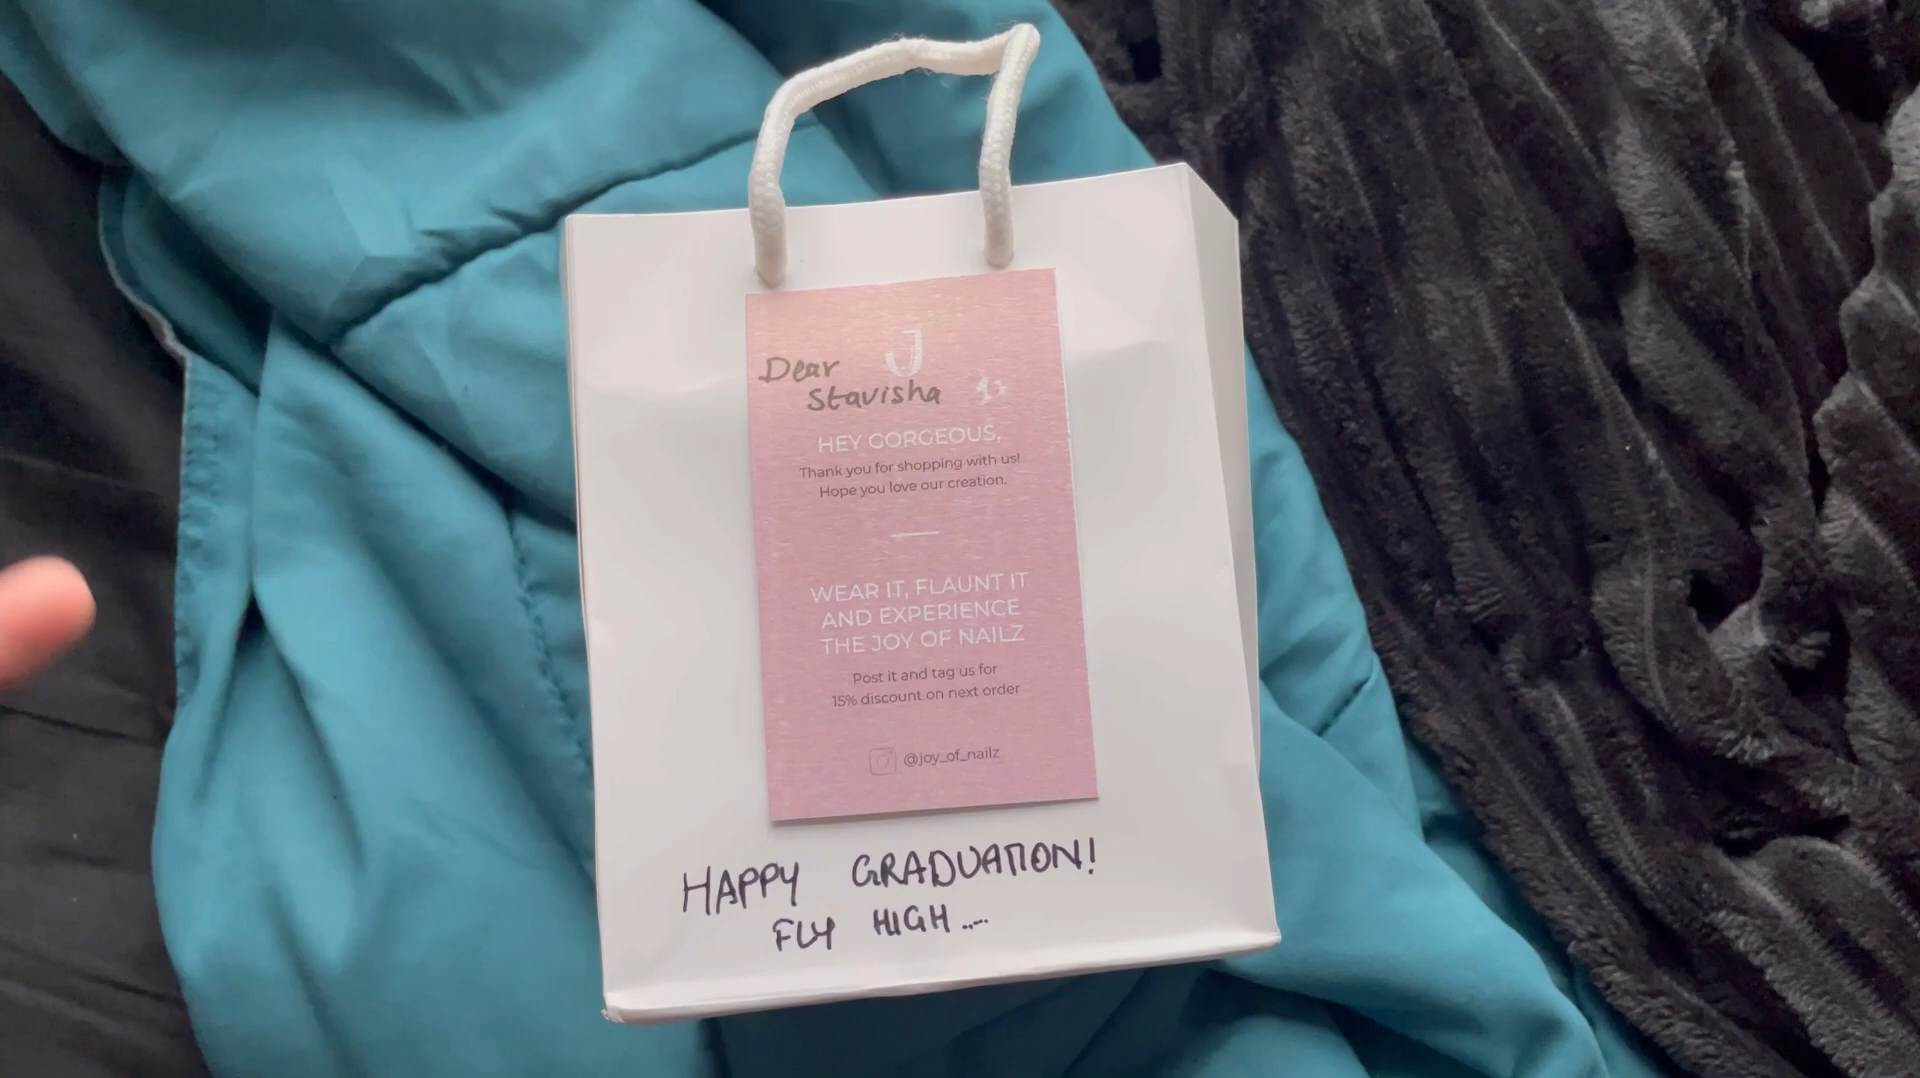 J
Dear
Stavisha
HEY GORGEOUS,
Thank you for shopping with us!
Hope you love our creation.
WEAR IT, FLAUNT IT
AND EXPERIENCE
THE JOY OF NAILZ
Post it and tag us for
15% discount on next order
@joy_of_nailz
HAPPY GRADUATION!
FLY HIGH....